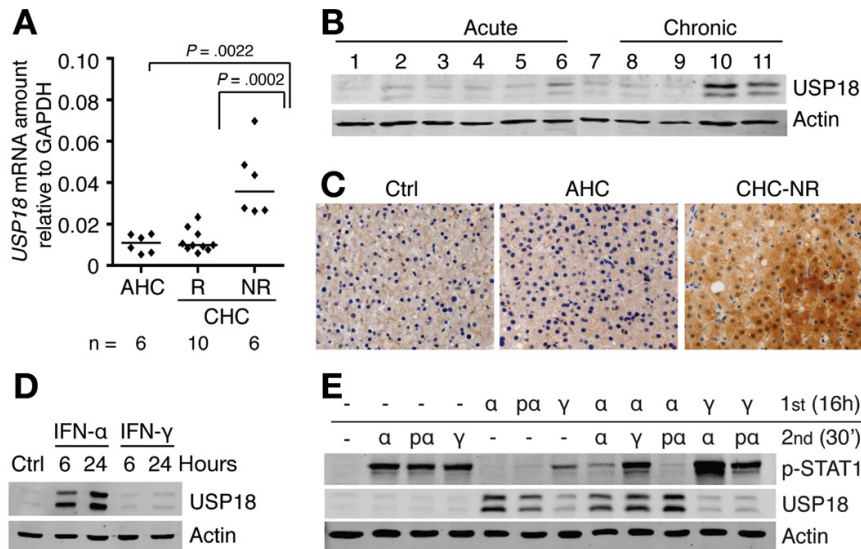 A
P = .0022
P = .0002
USP18 mRNA amount
relative to GAPDH
0.10
0.08
0.06
0.04
0.02
0
AHC R NR
CHC
n = 6 10 6
B
Acute Chronic
1 2 3 4 5 6 7 8 9 10 11
USP18
Actin
C
Ctrl AHC CHC-NR
D
IFN-α IFN-γ
Ctrl 6 24 6 24 Hours
USP18
Actin
E
- - - - α pα γ α α α γ γ 1st (16h)
- α pα γ - - - α γ pα α pα 2nd (30')
p-STAT1
USP18
Actin